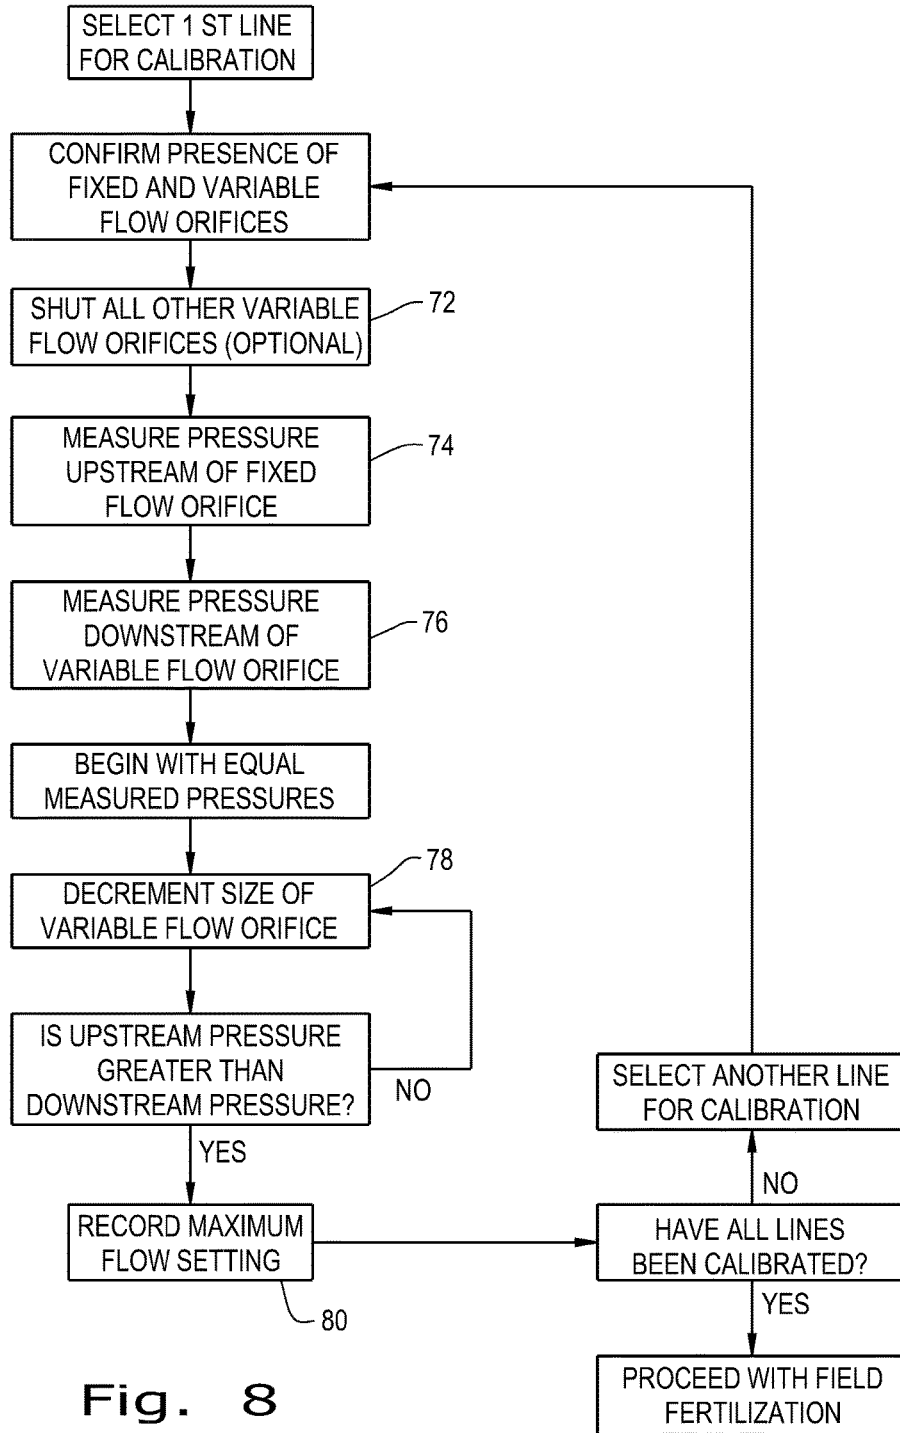 SELECT 1 ST LINE
FOR CALIBRATION
CONFIRM PRESENCE OF
FIXED AND VARIABLE
FLOW ORIFICES
SHUT ALL OTHER VARIABLE
FLOW ORIFICES (OPTIONAL)
72
MEASURE PRESSURE
UPSTREAM OF FIXED
FLOW ORIFICE
74
MEASURE PRESSURE
DOWNSTREAM OF
VARIABLE FLOW ORIFICE
76
BEGIN WITH EQUAL
MEASURED PRESSURES
DECREMENT SIZE OF
VARIABLE FLOW ORIFICE
78
IS UPSTREAM PRESSURE
GREATER THAN
DOWNSTREAM PRESSURE?
NO
YES
RECORD MAXIMUM
FLOW SETTING
80
HAVE ALL LINES
BEEN CALIBRATED?
NO
SELECT ANOTHER LINE
FOR CALIBRATION
YES
PROCEED WITH FIELD
FERTILIZATION
Fig. 8